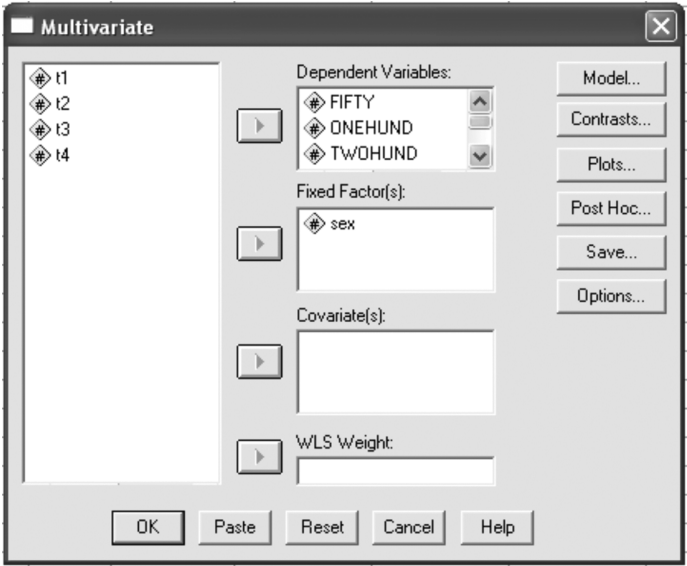 Multivariate
t1
t2
t3
t4
Dependent Variables:
FIFTY
ONEHUND
TWOHUND
Fixed Factor(s):
sex
Covariate(s):
WLS Weight:
Model...
Contrasts...
Plots...
Post Hoc...
Save...
Options...
OK
Paste
Reset
Cancel
Help